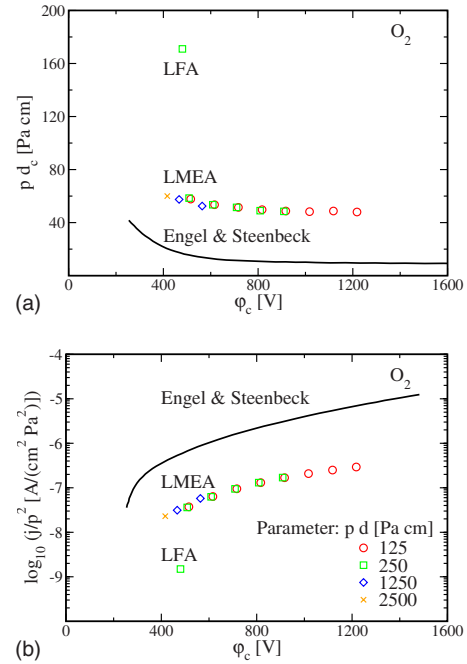 200
160
120
80
40
0
p d_c [Pa cm]
O₂
LFA
LMEA
Engel & Steenbeck
0 400 800 1200 1600
φ_c [V]
(a)
-4
-5
-6
-7
-8
-9
log₁₀ (j/p² [A/(cm² Pa²)])
O₂
Engel & Steenbeck
LMEA
LFA
Parameter: p d [Pa cm]
125
250
1250
2500
0 400 800 1200 1600
φ_c [V]
(b)